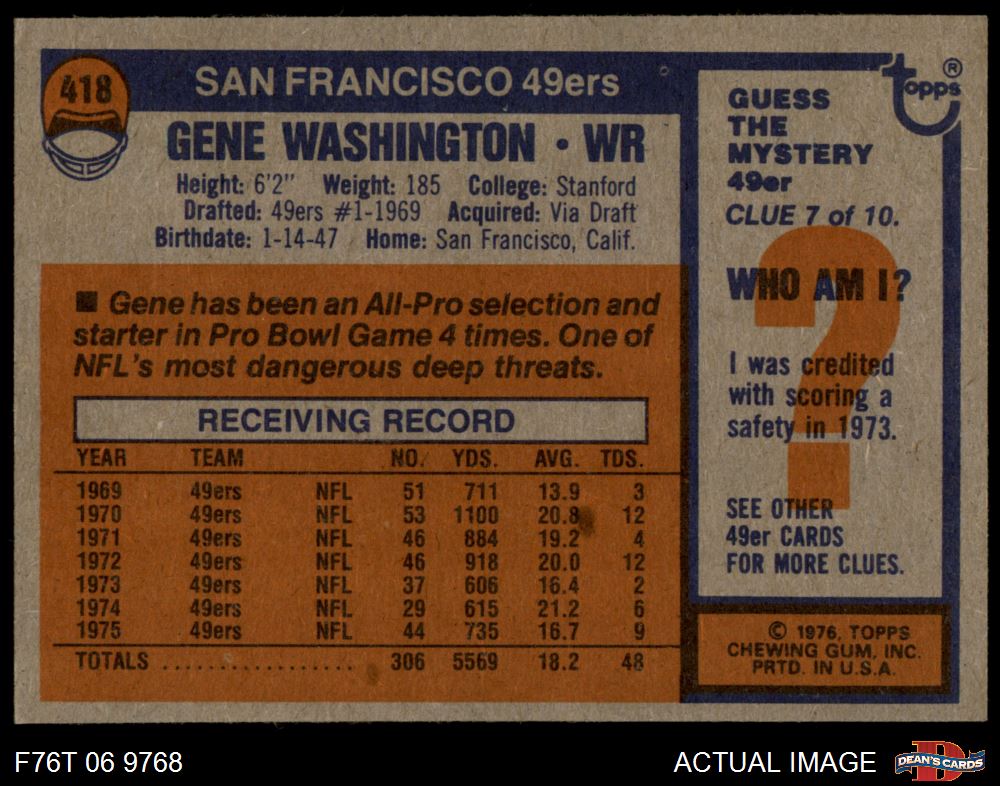 418
SAN FRANCISCO 49ers
GENE WASHINGTON • WR
Height: 6'2" Weight: 185 College: Stanford
Drafted: 49ers #1-1969 Acquired: Via Draft
Birthdate: 1-14-47 Home: San Francisco, Calif.
■ Gene has been an All-Pro selection and
starter in Pro Bowl Game 4 times. One of
NFL's most dangerous deep threats.
RECEIVING RECORD
YEAR TEAM NO. YDS. AVG. TDS.
1969 49ers NFL 51 711 13.9 3
1970 49ers NFL 53 1100 20.8 12
1971 49ers NFL 46 884 19.2 4
1972 49ers NFL 46 918 20.0 12
1973 49ers NFL 37 606 16.4 2
1974 49ers NFL 29 615 21.2 6
1975 49ers NFL 44 735 16.7 9
TOTALS .................. 306 5569 18.2 48
topps ®
GUESS
THE
MYSTERY
49er
CLUE 7 of 10.
?
WHO AM I?
I was credited
with scoring a
safety in 1973.
SEE OTHER
49er CARDS
FOR MORE CLUES.
© 1976, TOPPS
CHEWING GUM, INC.
PRTD. IN U.S.A.
F76T 06 9768
ACTUAL IMAGE
D
DEAN'S CARDS